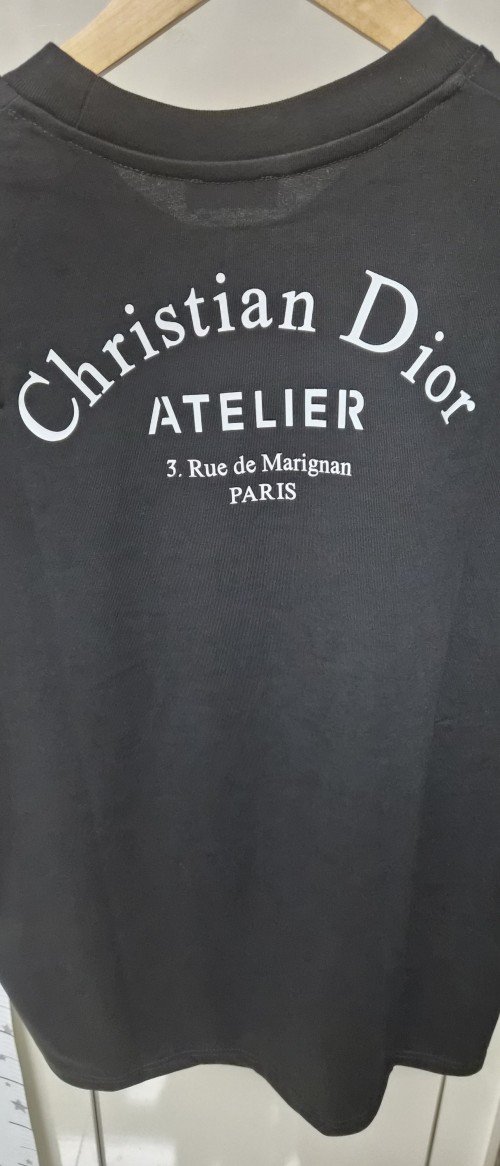 Christian Dior
ATELIER
3. Rue de Marignan
PARIS